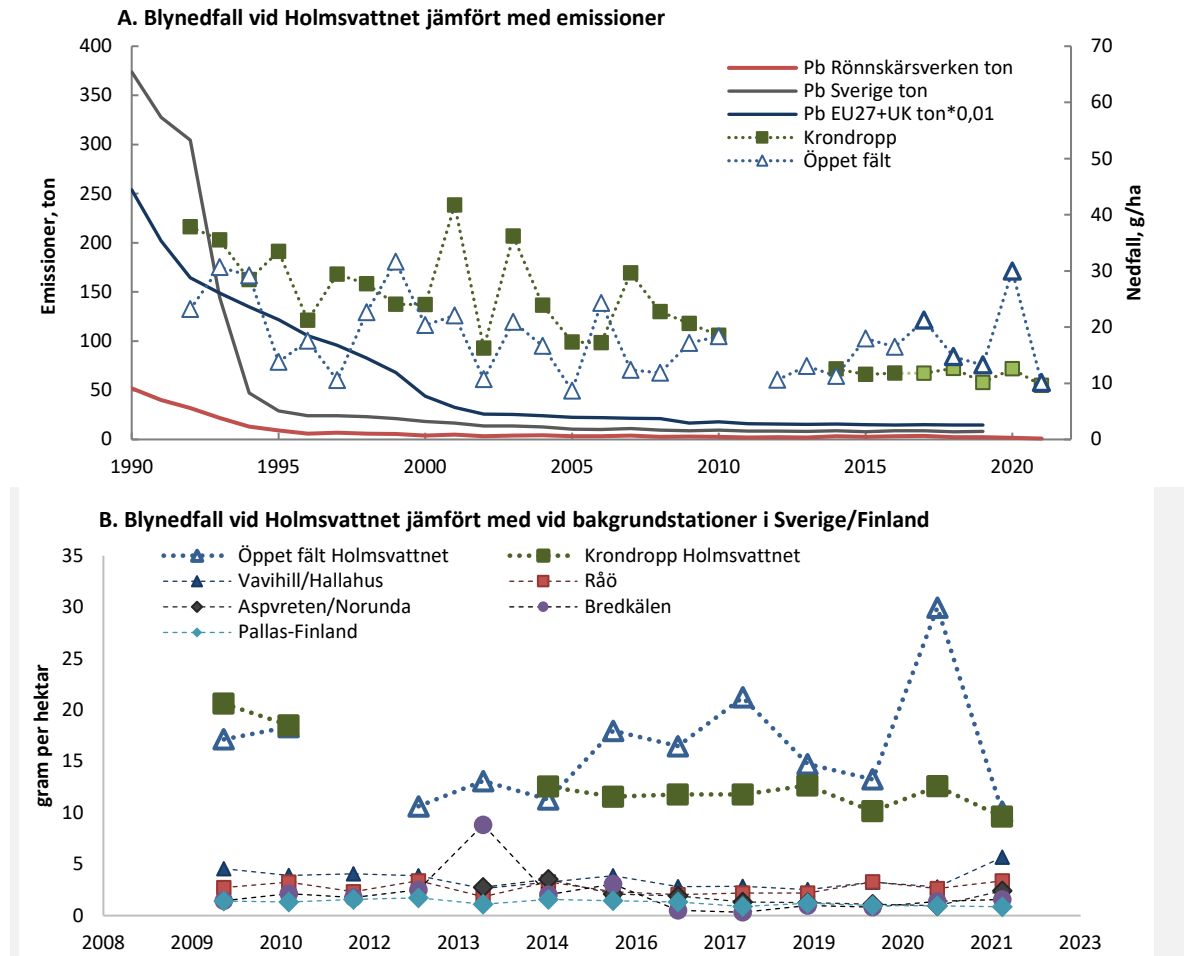 A. Blynedfall vid Holmsvattnet jämfört med emissioner
400
350
300
250
200
150
100
50
0
Emissioner, ton
70
60
50
40
30
20
10
0
Nedfall, g/ha
Pb Rönnskärsverken ton
Pb Sverige ton
Pb EU27+UK ton*0,01
Krondropp
Öppet fält
1990 1995 2000 2005 2010 2015 2020
B. Blynedfall vid Holmsvattnet jämfört med vid bakgrundstationer i Sverige/Finland
35
30
25
20
15
10
5
0
gram per hektar
Öppet fält Holmsvattnet Krondropp Holmsvattnet
Vavihill/Hallahus Råö
Aspvreten/Norunda Bredkälen
Pallas-Finland
2008 2009 2010 2012 2013 2014 2016 2017 2019 2020 2021 2023